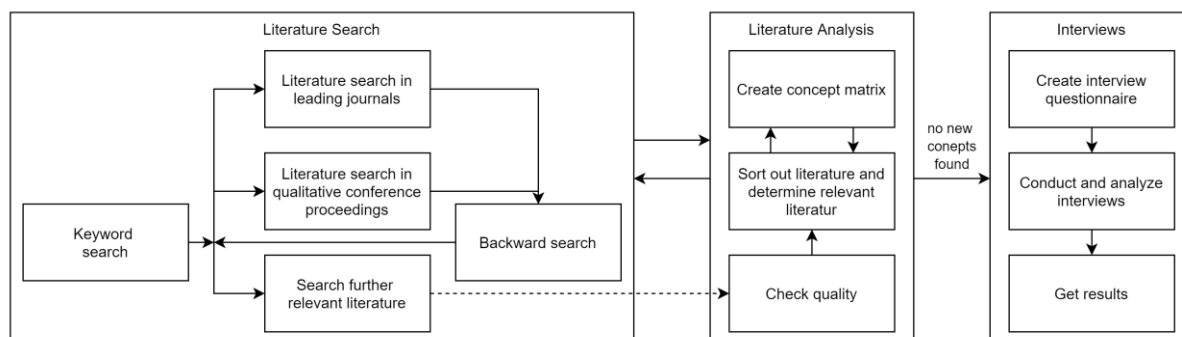 Literature Search
Literature search in
leading journals
Literature search in
qualitative conference
proceedings
Keyword
search
Backward search
Search further
relevant literature
Literature Analysis
Create concept matrix
Sort out literature and
determine relevant
literatur
Check quality
no new
conepts
found
Interviews
Create interview
questionnaire
Conduct and analyze
interviews
Get results